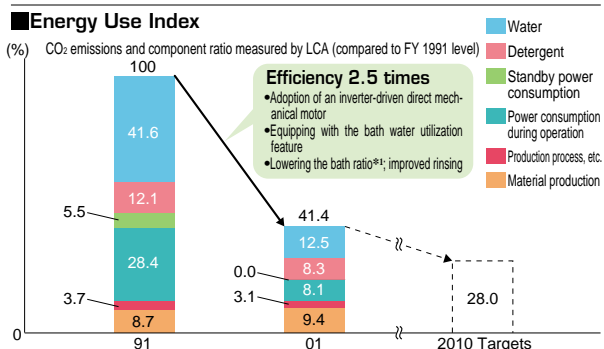 ■Energy Use Index
(%)
CO2 emissions and component ratio measured by LCA (compared to FY 1991 level)
100
41.6
12.1
5.5
28.4
3.7
8.7
91
Efficiency 2.5 times
•Adoption of an inverter-driven direct mech-
anical motor
•Equipping with the bath water utilization
feature
•Lowering the bath ratio*1; improved rinsing
41.4
12.5
8.3
0.0
8.1
3.1
9.4
01
28.0
2010 Targets
0
Water
Detergent
Standby power
consumption
Power consumption
during operation
Production process, etc.
Material production